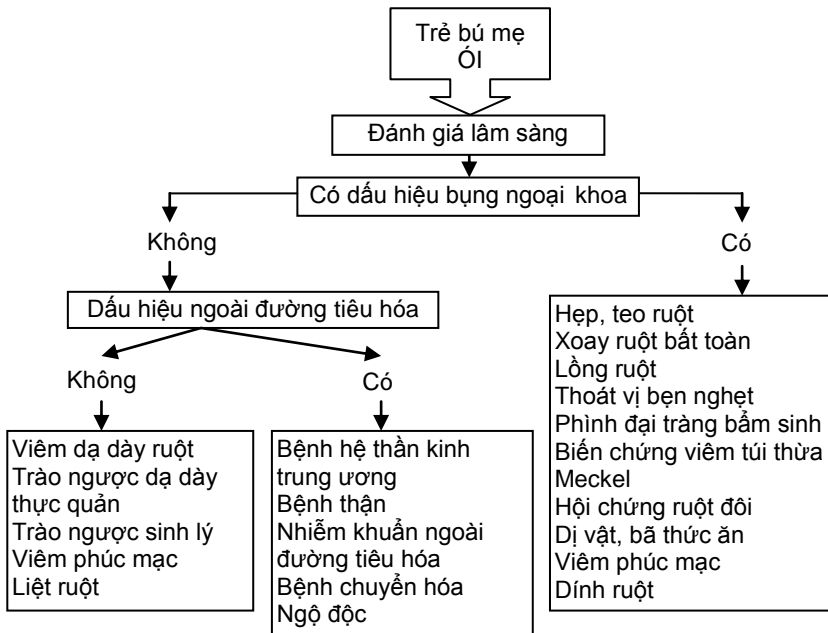 Trẻ bú mẹ
ÓI
Đánh giá lâm sàng
Có dấu hiệu bụng ngoại khoa
Không
Có
Dấu hiệu ngoài đường tiêu hóa
Không
Có
Viêm dạ dày ruột
Trào ngược dạ dày
thực quản
Trào ngược sinh lý
Viêm phúc mạc
Liệt ruột
Bệnh hệ thần kinh
trung ương
Bệnh thận
Nhiễm khuẩn ngoài
đường tiêu hóa
Bệnh chuyển hóa
Ngộ độc
Hẹp, teo ruột
Xoay ruột bất toàn
Lồng ruột
Thoát vị bẹn nghẹt
Phình đại tràng bẩm sinh
Biến chứng viêm túi thừa
Meckel
Hội chứng ruột đôi
Dị vật, bã thức ăn
Viêm phúc mạc
Dính ruột